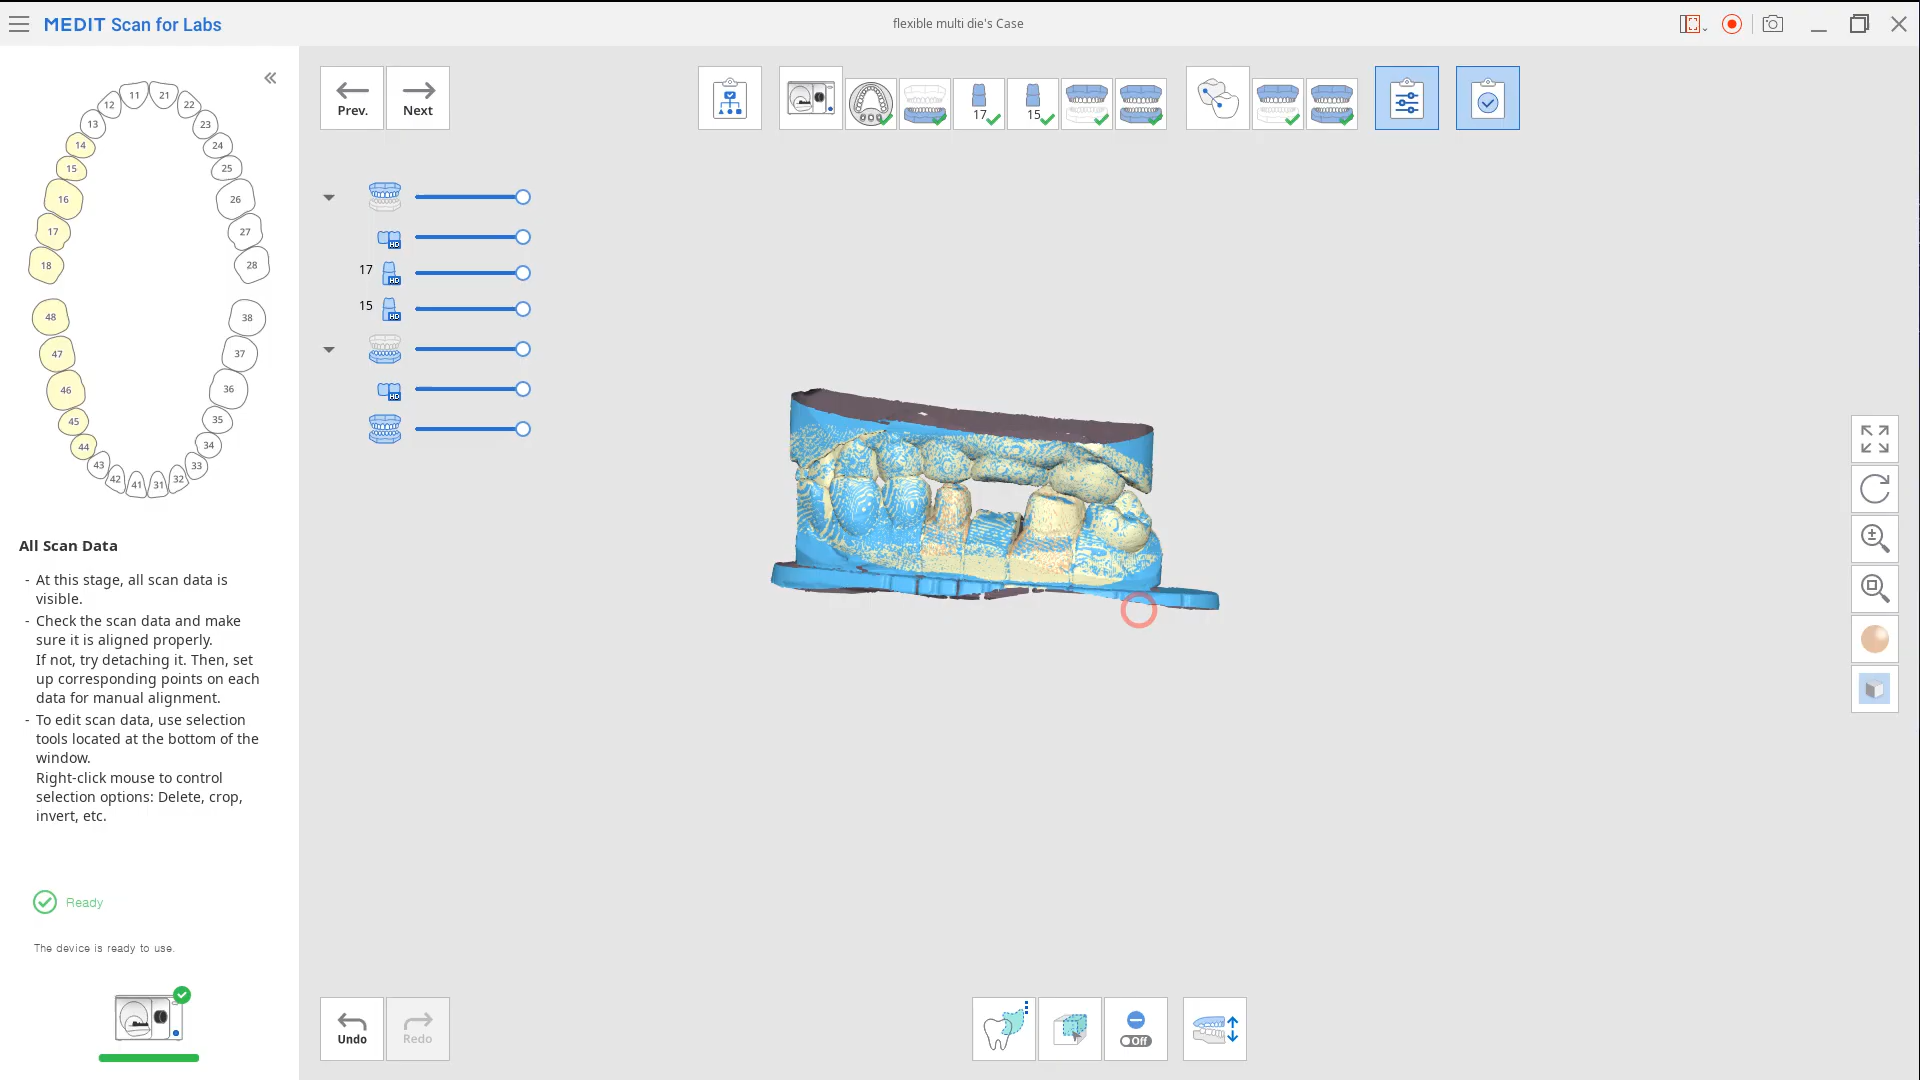 MEDIT Scan for Labs
flexible multi die's Case
Prev.
Next
17
15
11
21
12
22
13
23
14
24
15
25
16
26
17
27
18
28
48
38
47
37
46
36
45
35
44
34
43
33
42
41
31
32
HD
17
HD
15
HD
HD
All Scan Data
- At this stage, all scan data is
visible.
- Check the scan data and make
sure it is aligned properly.
If not, try detaching it. Then, set
up corresponding points on each
data for manual alignment.
- To edit scan data, use selection
tools located at the bottom of the
window.
Right-click mouse to control
selection options: Delete, crop,
invert, etc.
Ready
The device is ready to use.
Undo
Redo
Off